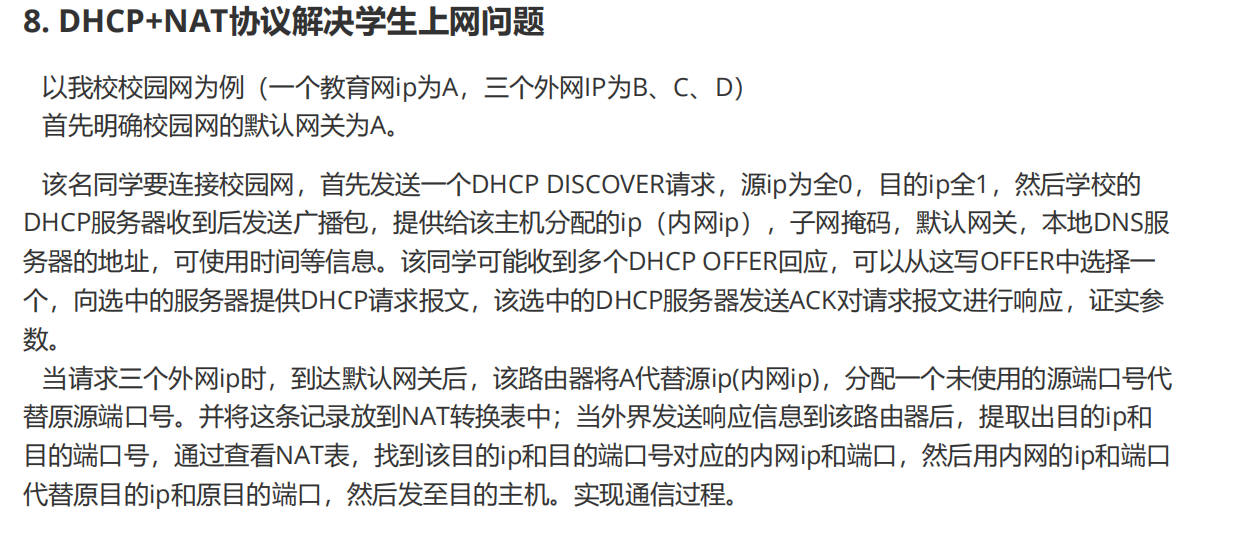 8. DHCP+NAT协议解决学生上网问题
以我校校园网为例（一个教育网ip为A，三个外网IP为B、C、D）
首先明确校园网的默认网关为A。
该名同学要连接校园网，首先发送一个DHCP DISCOVER请求，源ip为全0，目的ip全1，然后学校的
DHCP服务器收到后发送广播包，提供给该主机分配的ip（内网ip），子网掩码，默认网关，本地DNS服
务器的地址，可使用时间等信息。该同学可能收到多个DHCP OFFER回应，可以从这写OFFER中选择一
个，向选中的服务器提供DHCP请求报文，该选中的DHCP服务器发送ACK对请求报文进行响应，证实参
数。
当请求三个外网ip时，到达默认网关后，该路由器将A代替源ip(内网ip)，分配一个未使用的源端口号代
替原源端口号。并将这条记录放到NAT转换表中；当外界发送响应信息到该路由器后，提取出目的ip和
目的端口号，通过查看NAT表，找到该目的ip和目的端口号对应的内网ip和端口，然后用内网的ip和端口
代替原目的ip和原目的端口，然后发至目的主机。实现通信过程。